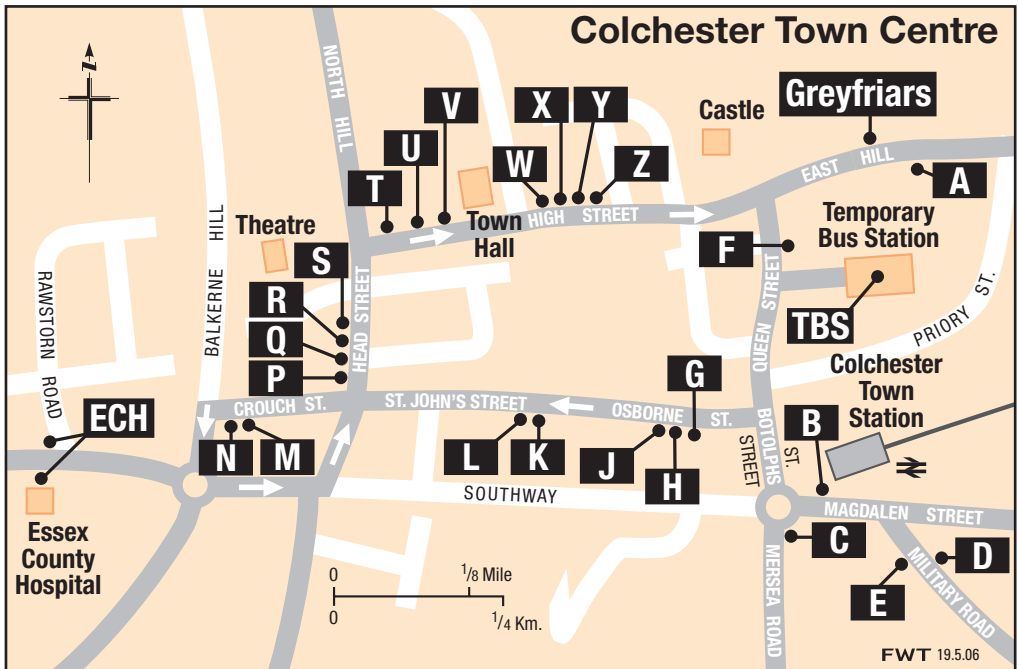 Colchester Town Centre
N
NORTH HILL
Greyfriars
V
X
Y
Castle
U
W
Z
EAST HILL
T
A
BALKERNE HILL
Theatre
Town
Hall
HIGH STREET
Temporary
Bus Station
S
F
RAWSTORN ROAD
R
HEAD STREET
QUEEN STREET
PRIORY ST.
Q
TBS
P
Colchester
Town
Station
G
ECH
CROUCH ST.
ST. JOHN'S STREET
OSBORNE ST.
BOTOLPHS
ST.
STREET
B
N
M
L
K
J
H
SOUTHWAY
MAGDALEN STREET
Essex
County
Hospital
C
D
MERSEA ROAD
MILITARY ROAD
E
0
1/8 Mile
0
1/4 Km.
FWT 19.5.06